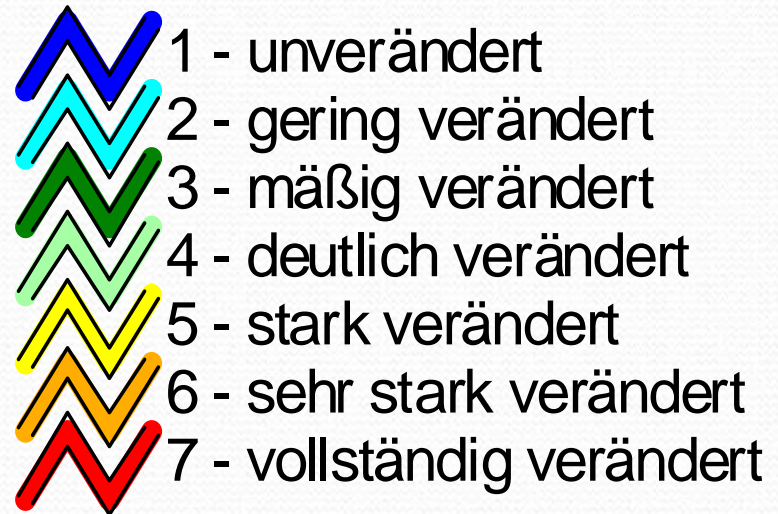 1 - unverändert
2 - gering verändert
3 - mäßig verändert
4 - deutlich verändert
5 - stark verändert
6 - sehr stark verändert
7 - vollständig verändert